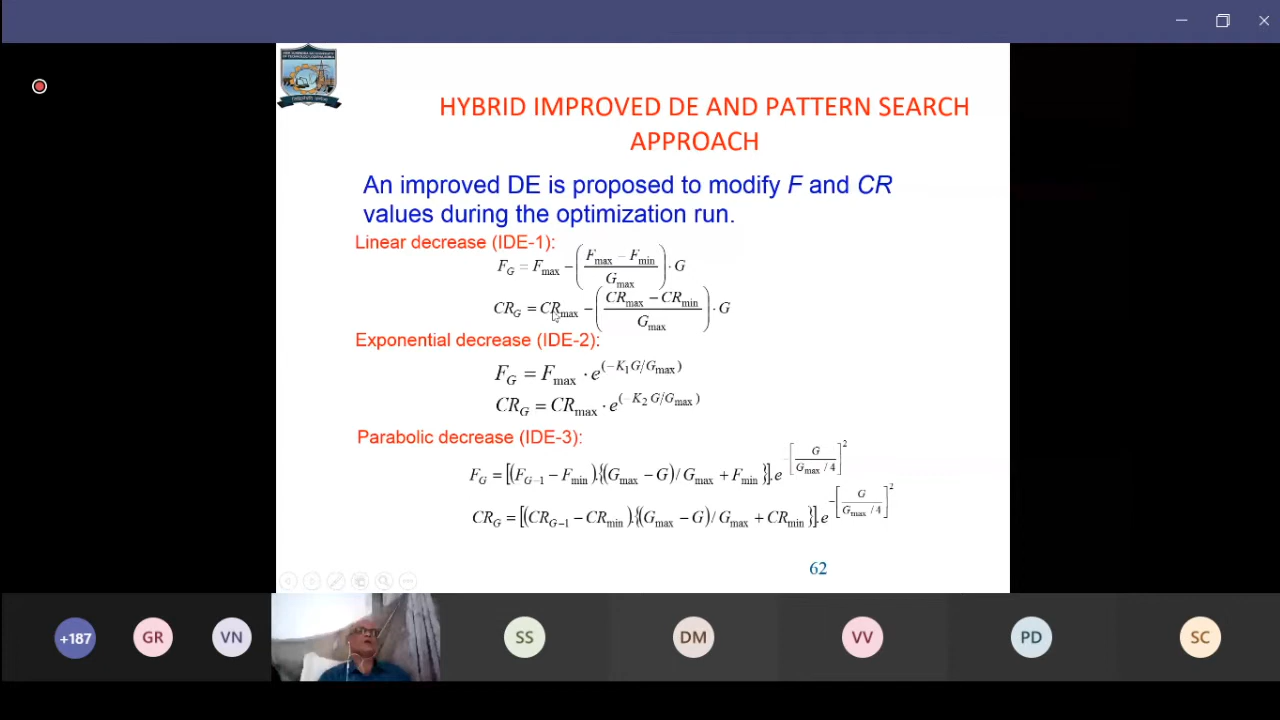 HYBRID IMPROVED DE AND PATTERN SEARCH
APPROACH
An improved DE is proposed to modify F and CR
values during the optimization run.
Linear decrease (IDE-1):
F_G = F_max − ((F_max − F_min) / G_max) · G
CR_G = CR_max − ((CR_max − CR_min) / G_max) · G
Exponential decrease (IDE-2):
F_G = F_max · e^(−K_1 G/G_max)
CR_G = CR_max · e^(−K_2 G/G_max)
Parabolic decrease (IDE-3):
F_G = [(F_{G−1} − F_min).{(G_max − G)/G_max + F_min}].e^{−[G / (G_max/4)]^2}
CR_G = [(CR_{G−1} − CR_min).{(G_max − G)/G_max + CR_min}].e^{−[G / (G_max/4)]^2}
62
+187 GR VN SS DM VV PD SC